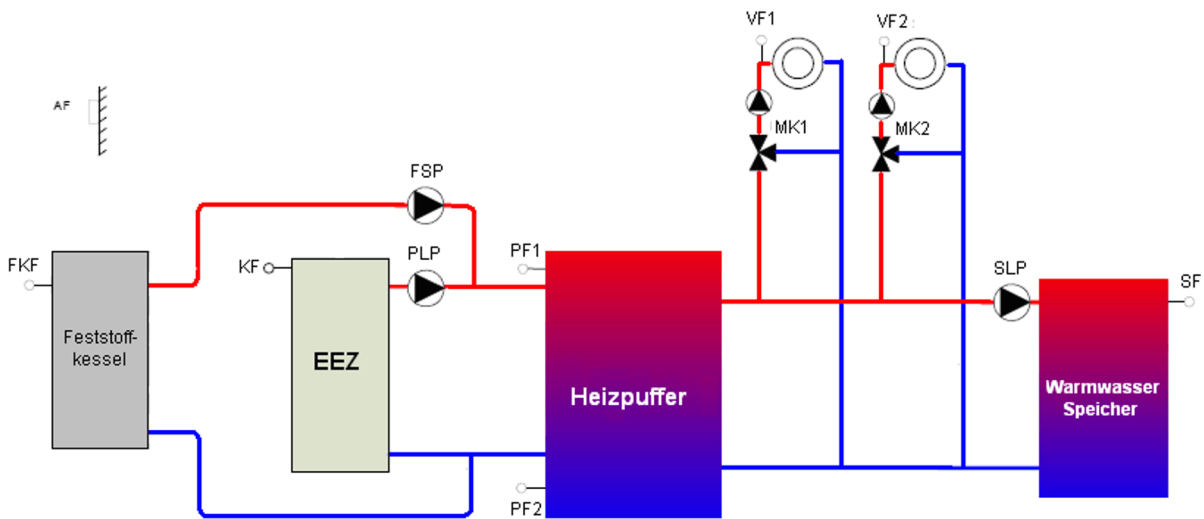 VF1
VF2
AF
MK1
MK2
FSP
FKF
KF
PLP
PF1
SLP
SF
Feststoff-
kessel
EEZ
Heizpuffer
Warmwasser
Speicher
PF2